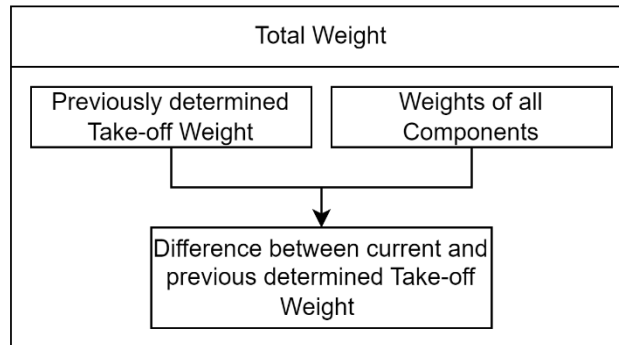 Total Weight
Previously determined
Take-off Weight
Weights of all
Components
Difference between current and
previous determined Take-off
Weight